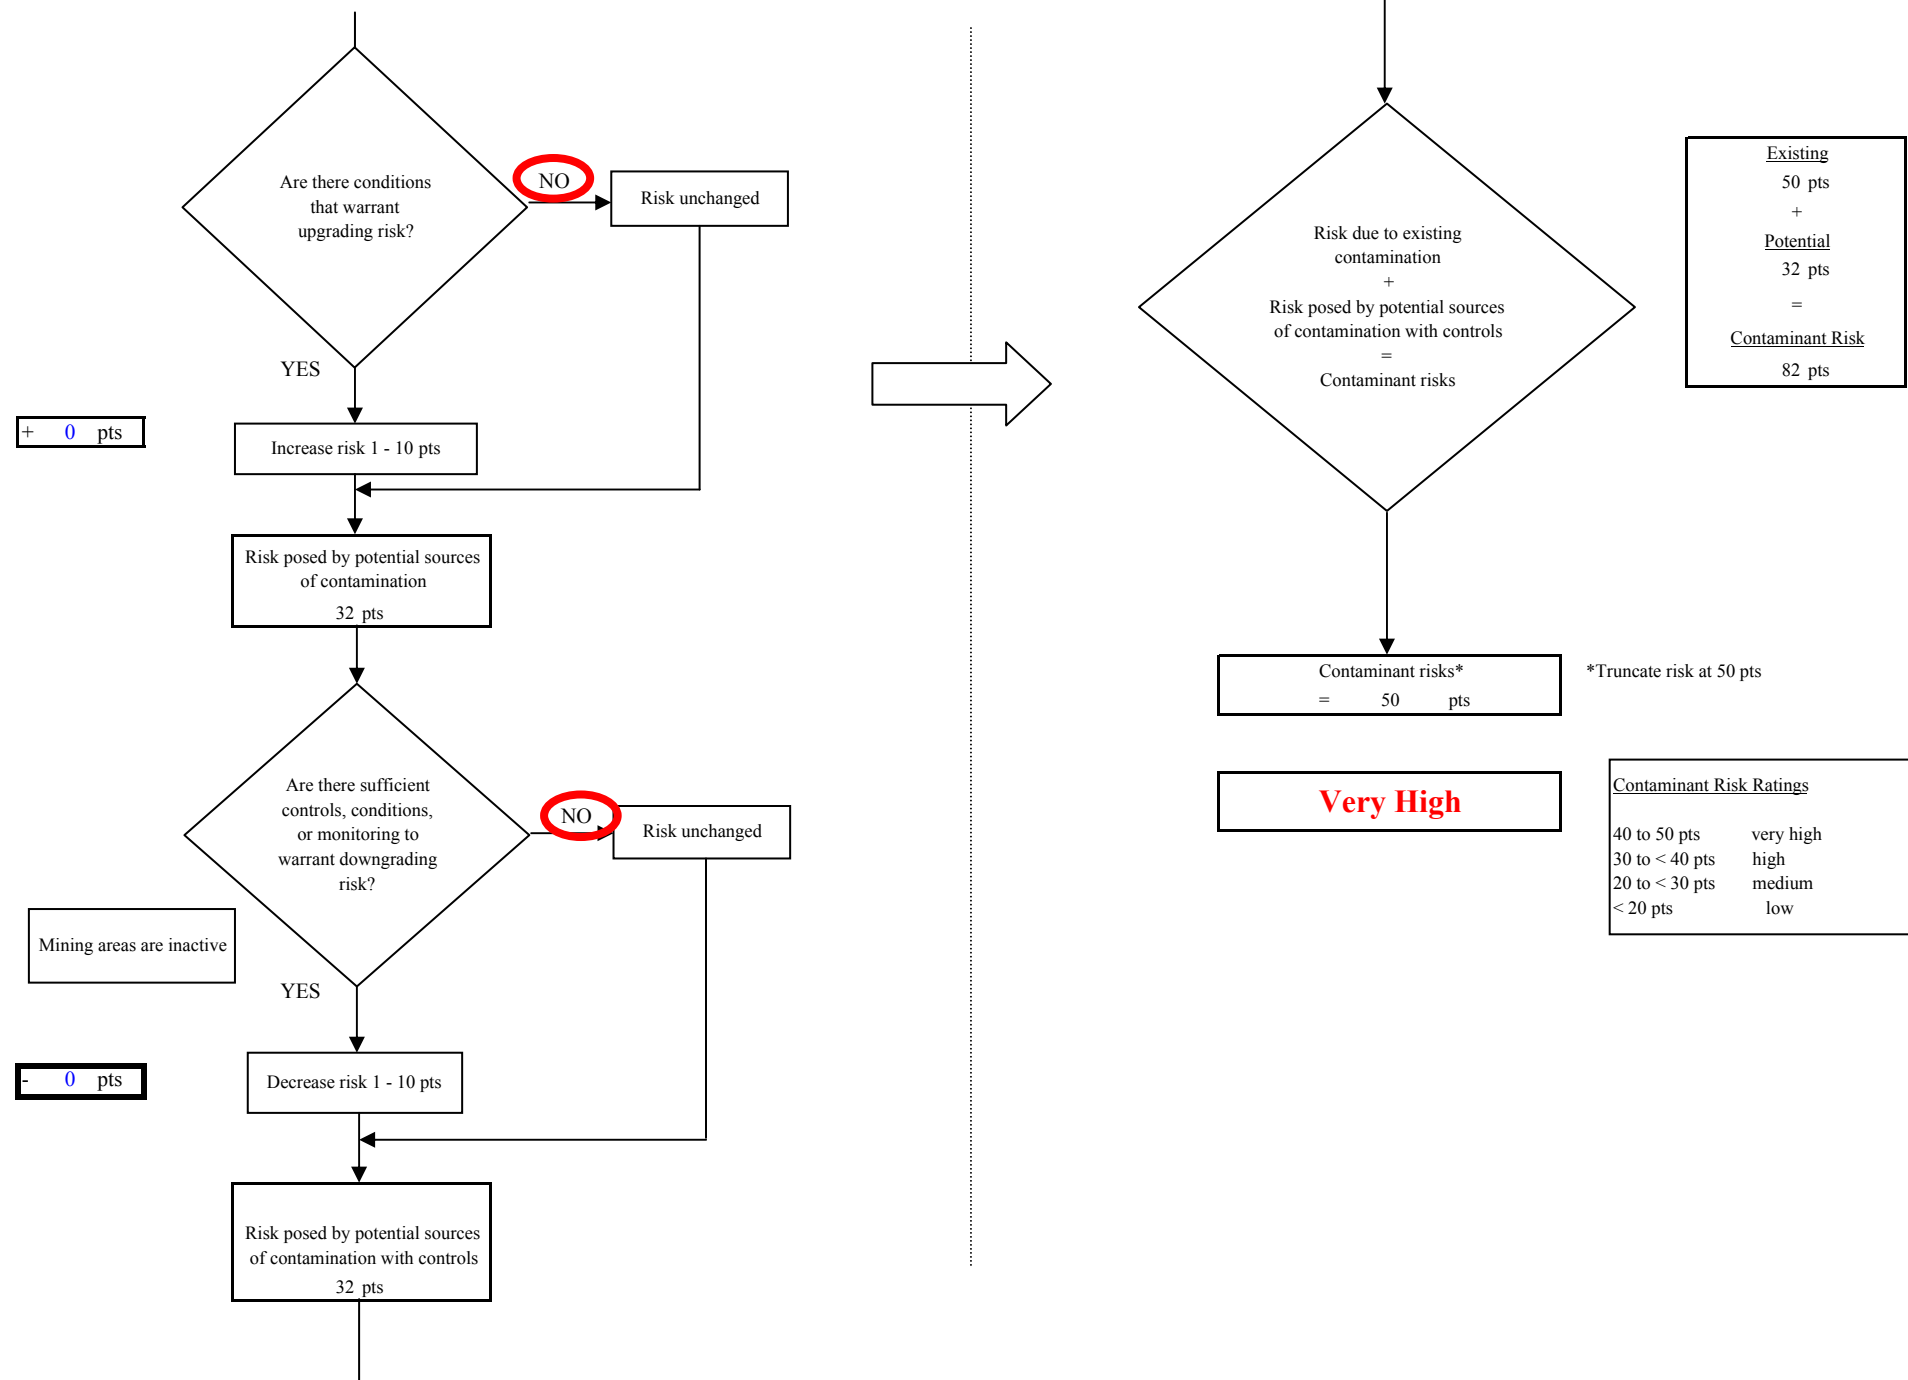 Are there conditions
that warrant
upgrading risk?
NO
Risk unchanged
YES
+ 0 pts
Increase risk 1 - 10 pts
Risk posed by potential sources
of contamination
32 pts
Are there sufficient
controls, conditions,
or monitoring to
warrant downgrading
risk?
NO
Risk unchanged
Mining areas are inactive
YES
- 0 pts
Decrease risk 1 - 10 pts
Risk posed by potential sources
of contamination with controls
32 pts
Risk due to existing
contamination
+
Risk posed by potential sources
of contamination with controls
=
Contaminant risks
Existing
50 pts
+
Potential
32 pts
=
Contaminant Risk
82 pts
Contaminant risks*
= 50 pts
*Truncate risk at 50 pts
Very High
Contaminant Risk Ratings
40 to 50 pts very high
30 to < 40 pts high
20 to < 30 pts medium
< 20 pts low